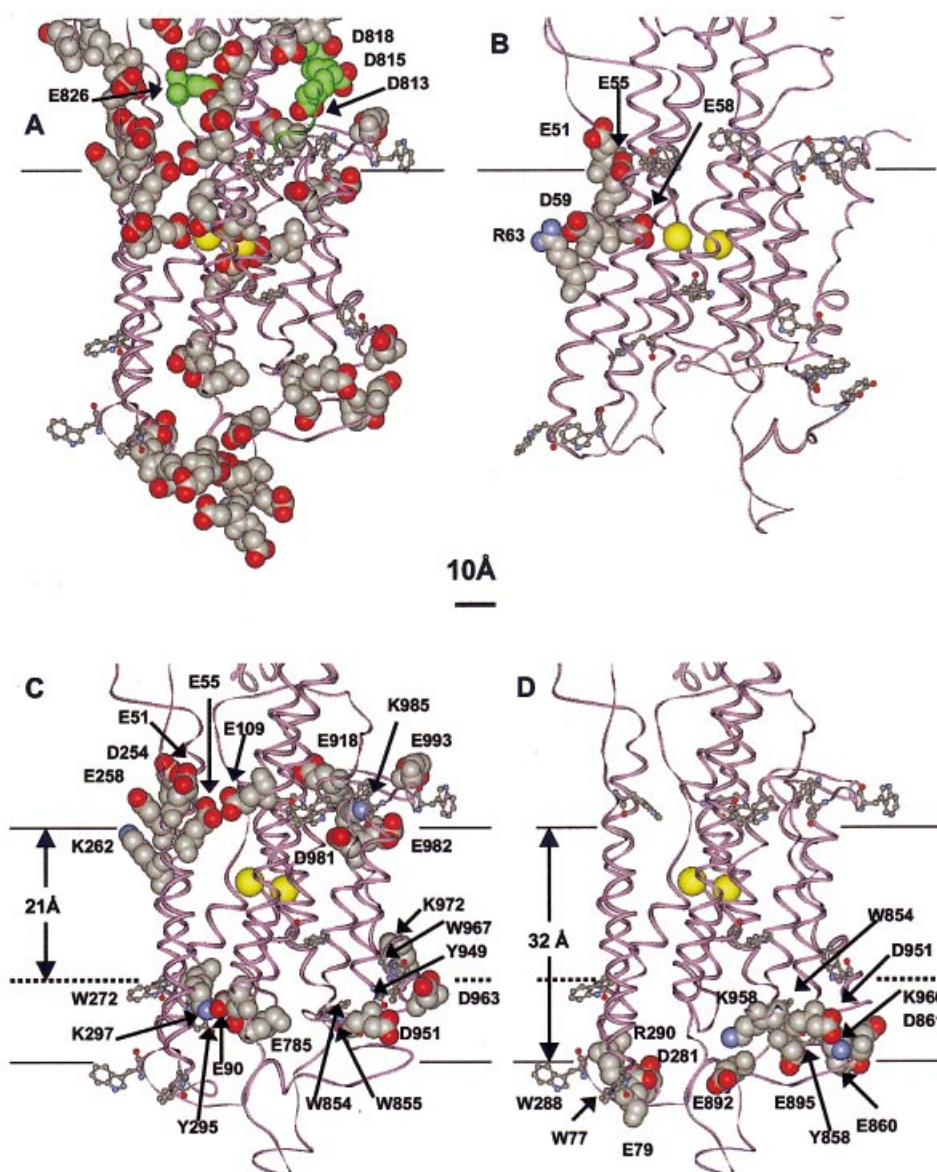 D818
D815
D813
E826
A
B
E55
E58
E51
D59
R63
10Å
C
E55
E51
D254
E258
E109
E918
K985
E993
K262
D981
E982
21Å
K972
W967
Y949
W272
D963
K297
E90
E785
D951
W854
W855
Y295
D
32 Å
W854
D951
K958
R290
D281
W288
W77
E79
E892
E895
Y858
E860